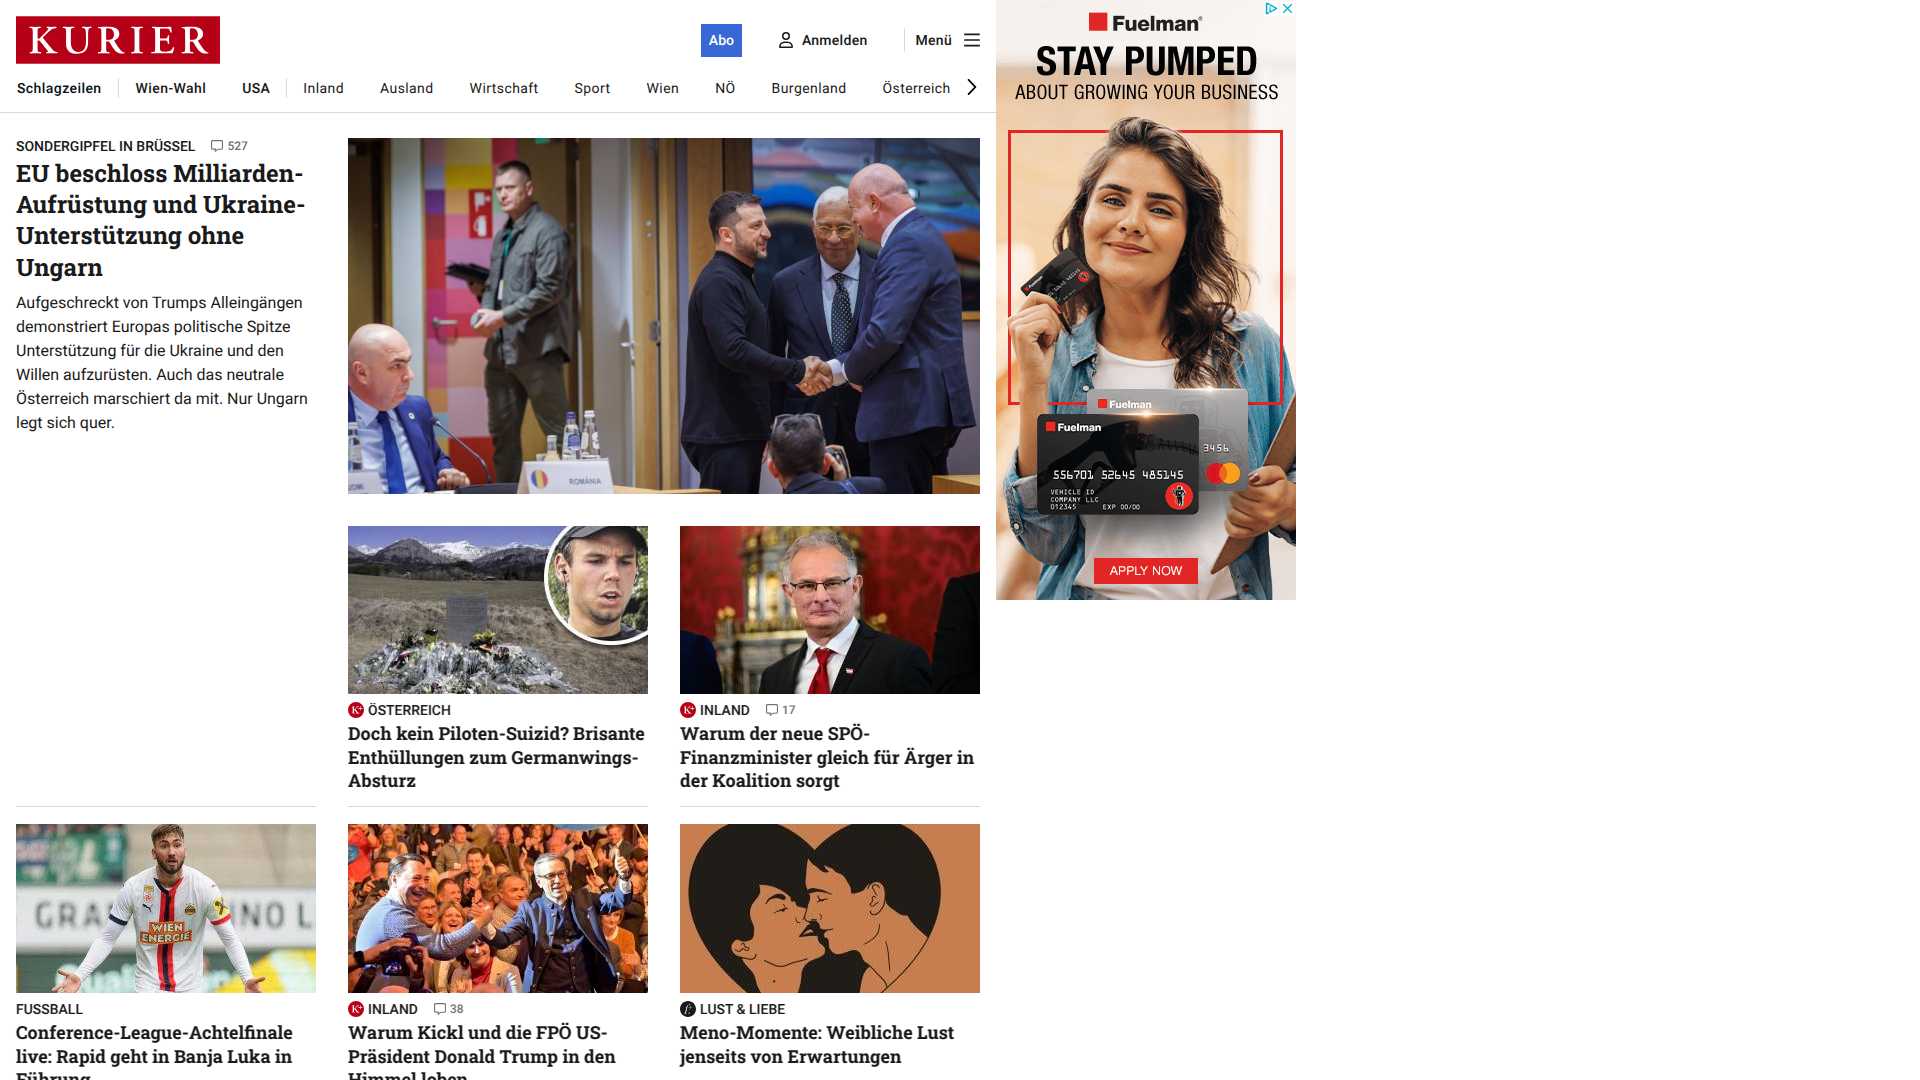 KURIER
Abo
Anmelden
Menü
Schlagzeilen
Wien-Wahl
USA
Inland
Ausland
Wirtschaft
Sport
Wien
NÖ
Burgenland
Österreich
SONDERGIPFEL IN BRÜSSEL 527
EU beschloss Milliarden-
Aufrüstung und Ukraine-
Unterstützung ohne
Ungarn
Aufgeschreckt von Trumps Alleingängen
demonstriert Europas politische Spitze
Unterstützung für die Ukraine und den
Willen aufzurüsten. Auch das neutrale
Österreich marschiert da mit. Nur Ungarn
legt sich quer.
ROMÂNIA
K+ ÖSTERREICH
Doch kein Piloten-Suizid? Brisante
Enthüllungen zum Germanwings-
Absturz
K+ INLAND 17
Warum der neue SPÖ-
Finanzminister gleich für Ärger in
der Koalition sorgt
WIEN
ENERGIE
FUSSBALL
Conference-League-Achtelfinale
live: Rapid geht in Banja Luka in
Führung
K+ INLAND 38
Warum Kickl und die FPÖ US-
Präsident Donald Trump in den
Himmel loben
LUST & LIEBE
Meno-Momente: Weibliche Lust
jenseits von Erwartungen
Fuelman
STAY PUMPED
ABOUT GROWING YOUR BUSINESS
Fuelman
3456
Fuelman
556701 52645 485145
VEHICLE ID
COMPANY LLC
012345 EXP 00/00
APPLY NOW